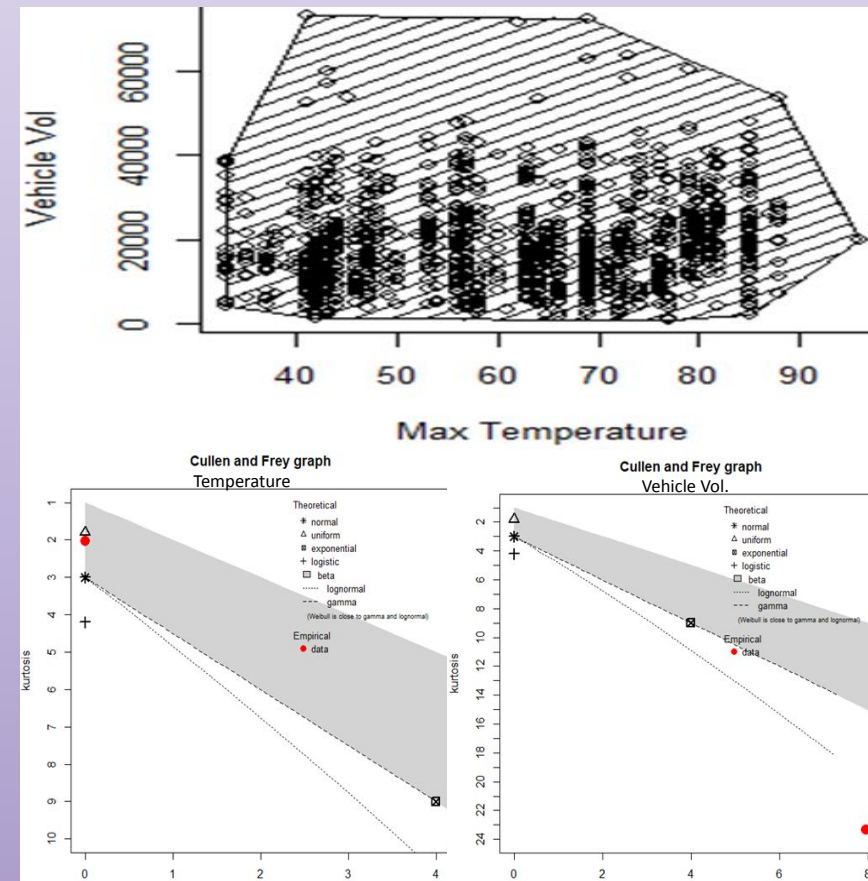 Vehicle Vol
60000
40000
20000
0
40 50 60 70 80 90
Max Temperature
Cullen and Frey graph
Temperature
Theoretical
normal
uniform
exponential
logistic
beta
lognormal
gamma
(Weibull is close to gamma and lognormal)
Empirical
data
kurtosis
1
2
3
4
5
6
7
8
9
10
0 1 2 3 4
Cullen and Frey graph
Vehicle Vol.
Theoretical
normal
uniform
exponential
logistic
beta
lognormal
gamma
(Weibull is close to gamma and lognormal)
Empirical
data
kurtosis
2
4
6
8
10
12
14
16
18
20
22
24
0 2 4 6